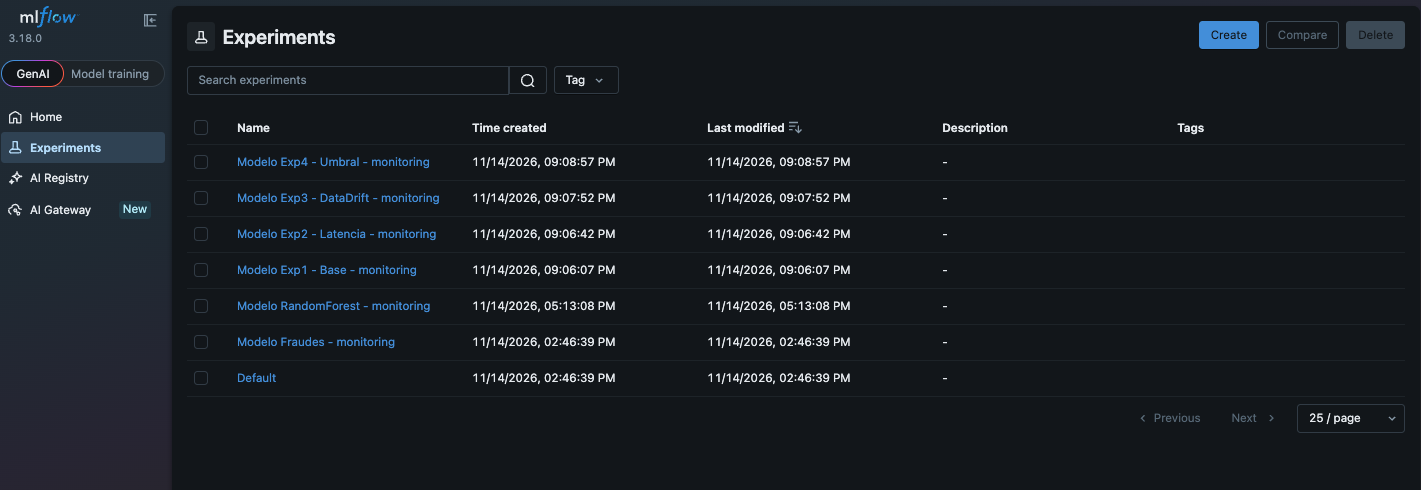 mlflow
3.18.0
GenAI Model training
Home
Experiments
AI Registry
AI Gateway New
Experiments
Create Compare Delete
Search experiments Tag
Name Time created Last modified Description Tags
Modelo Exp4 - Umbral - monitoring 11/14/2026, 09:08:57 PM 11/14/2026, 09:08:57 PM -
Modelo Exp3 - DataDrift - monitoring 11/14/2026, 09:07:52 PM 11/14/2026, 09:07:52 PM -
Modelo Exp2 - Latencia - monitoring 11/14/2026, 09:06:42 PM 11/14/2026, 09:06:42 PM -
Modelo Exp1 - Base - monitoring 11/14/2026, 09:06:07 PM 11/14/2026, 09:06:07 PM -
Modelo RandomForest - monitoring 11/14/2026, 05:13:08 PM 11/14/2026, 05:13:08 PM -
Modelo Fraudes - monitoring 11/14/2026, 02:46:39 PM 11/14/2026, 02:46:39 PM -
Default 11/14/2026, 02:46:39 PM 11/14/2026, 02:46:39 PM -
Previous Next 25 / page